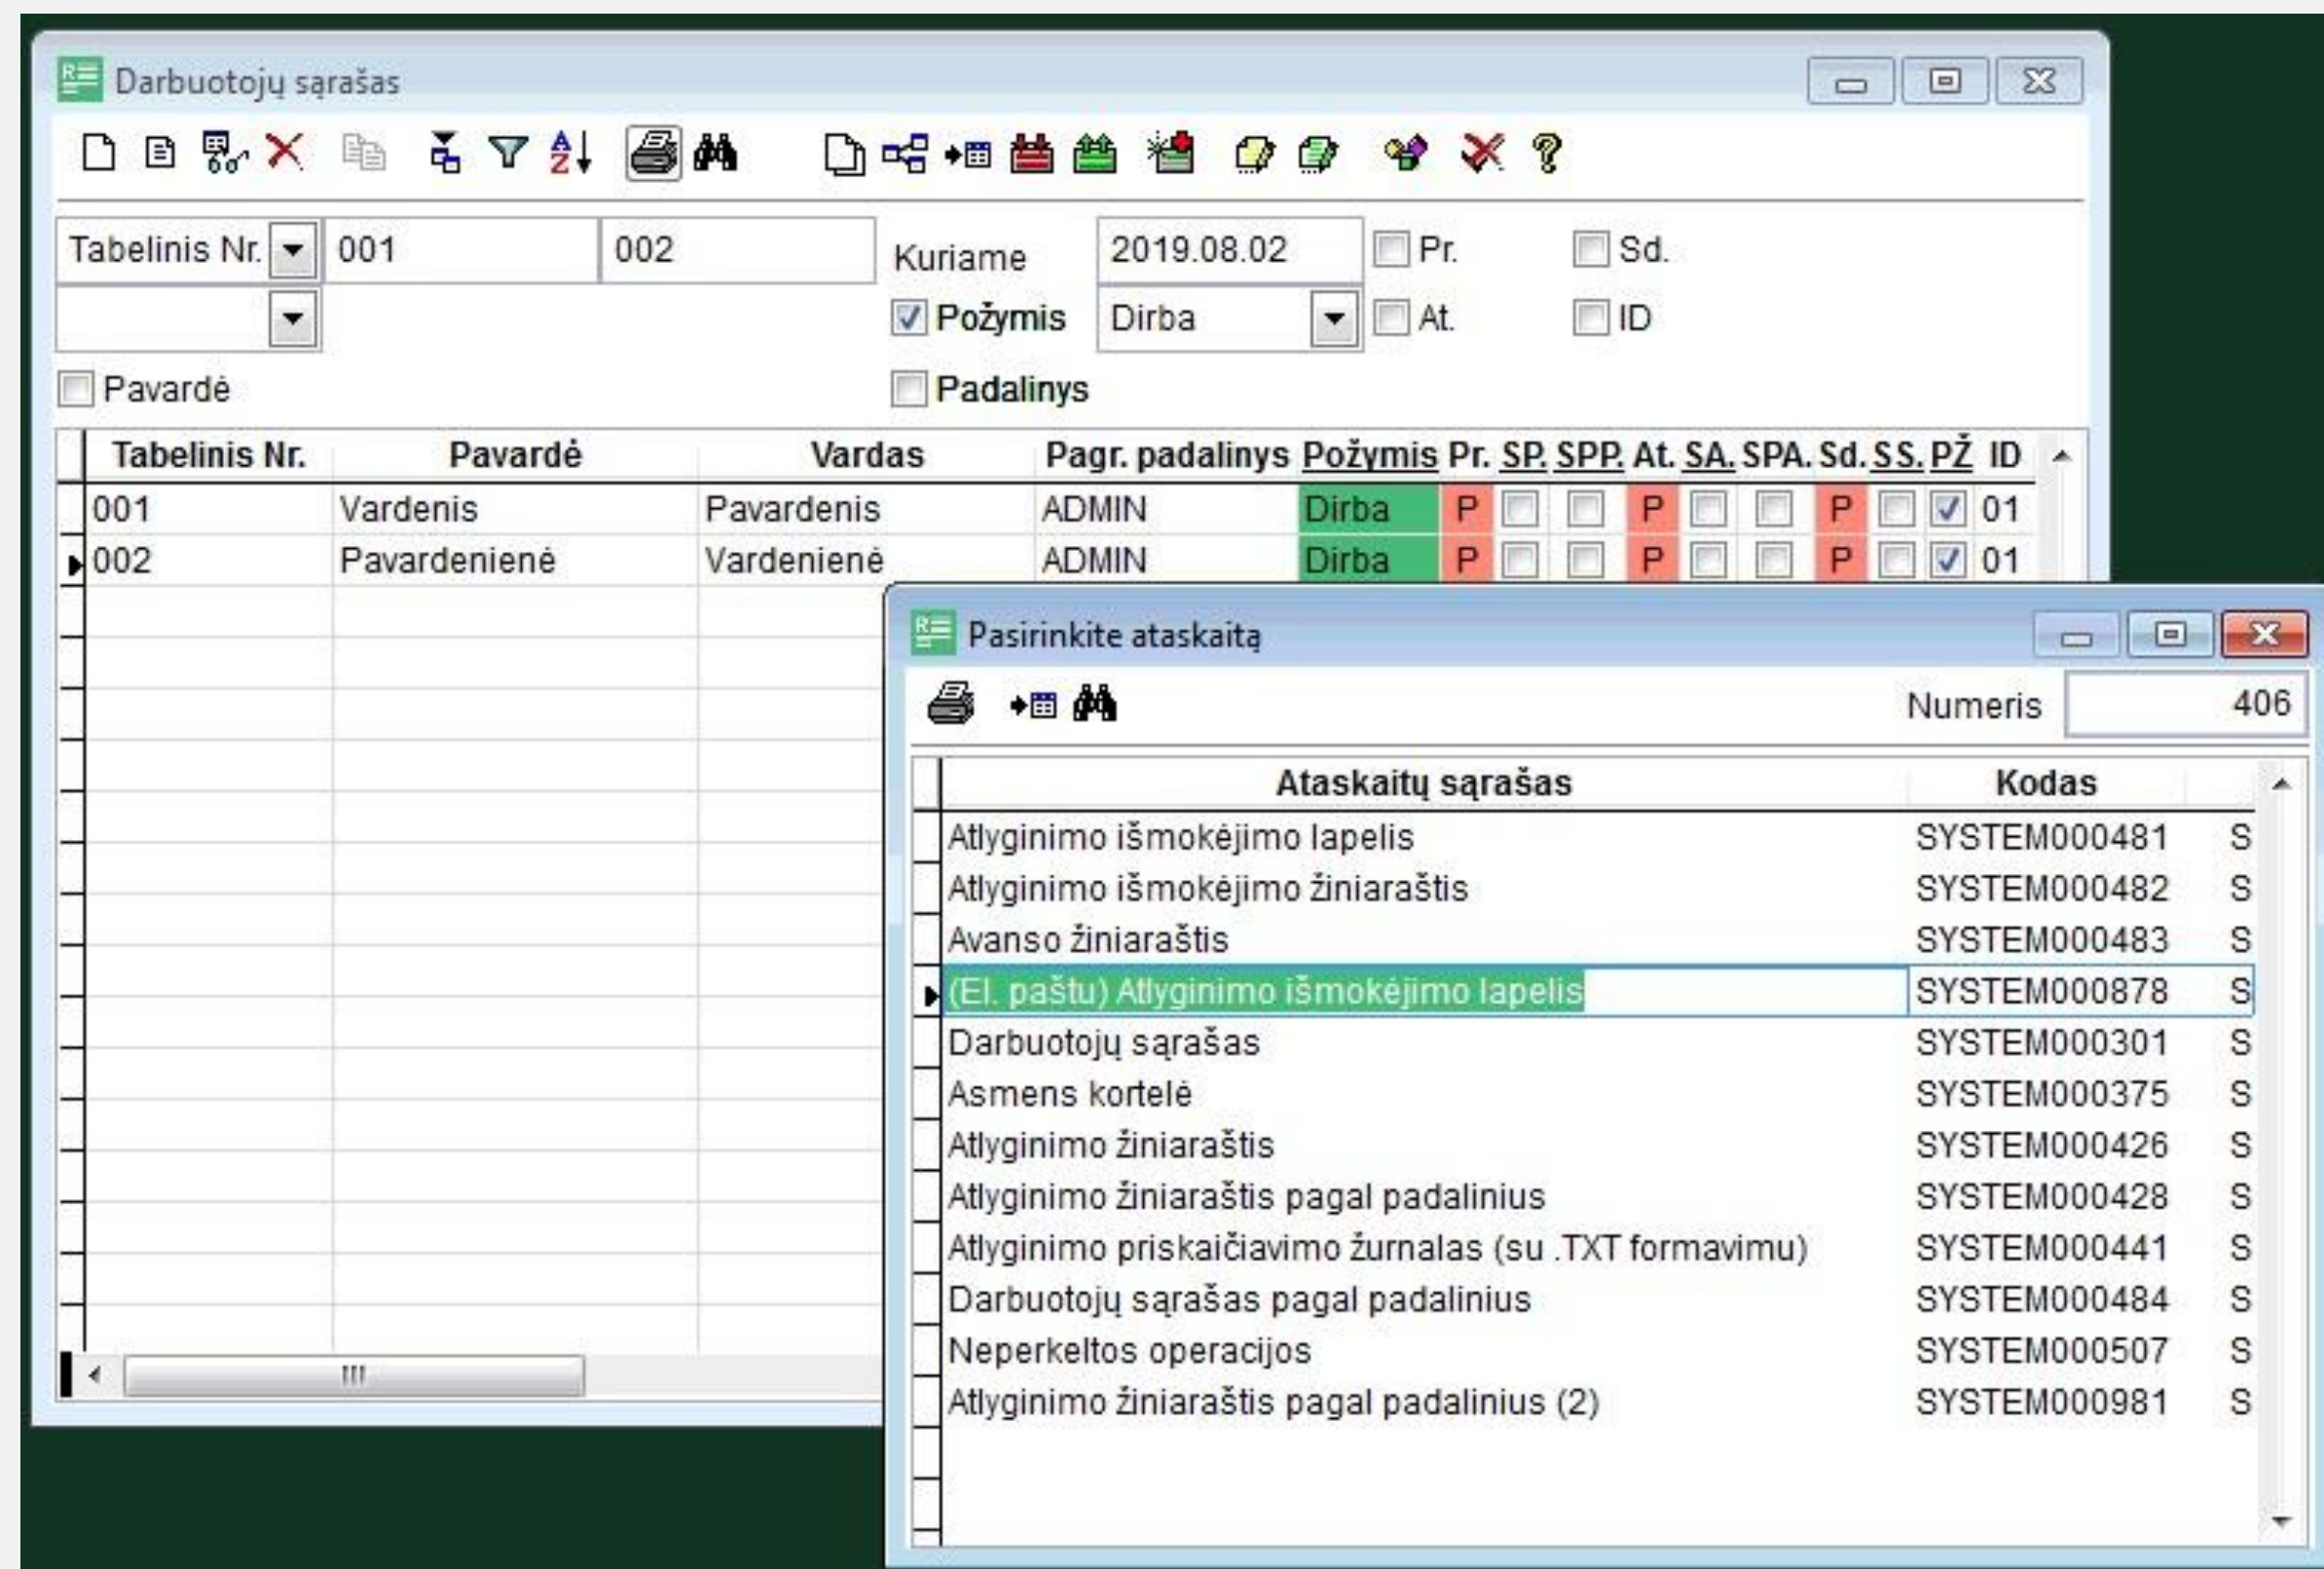 Darbuotojų sąrašas
Tabelinis Nr. 001 002 Kuriame 2019.08.02 Pr. Sd.
Požymis Dirba At. ID
Pavardė Padalinys
Tabelinis Nr. Pavardė Vardas Pagr. padalinys Požymis Pr. SP. SPP. At. SA. SPA. Sd. SS. PŽ ID
001 Vardenis Pavardenis ADMIN Dirba P P P 01
002 Pavardenienė Vardenienė ADMIN Dirba P P P 01
Pasirinkite ataskaitą
Numeris 406
Ataskaitų sąrašas Kodas
Atlyginimo išmokėjimo lapelis SYSTEM000481 S
Atlyginimo išmokėjimo žiniaraštis SYSTEM000482 S
Avanso žiniaraštis SYSTEM000483 S
(El. paštu) Atlyginimo išmokėjimo lapelis SYSTEM000878 S
Darbuotojų sąrašas SYSTEM000301 S
Asmens kortelė SYSTEM000375 S
Atlyginimo žiniaraštis SYSTEM000426 S
Atlyginimo žiniaraštis pagal padalinius SYSTEM000428 S
Atlyginimo priskaičiavimo žurnalas (su .TXT formavimu) SYSTEM000441 S
Darbuotojų sąrašas pagal padalinius SYSTEM000484 S
Neperkeltos operacijos SYSTEM000507 S
Atlyginimo žiniaraštis pagal padalinius (2) SYSTEM000981 S